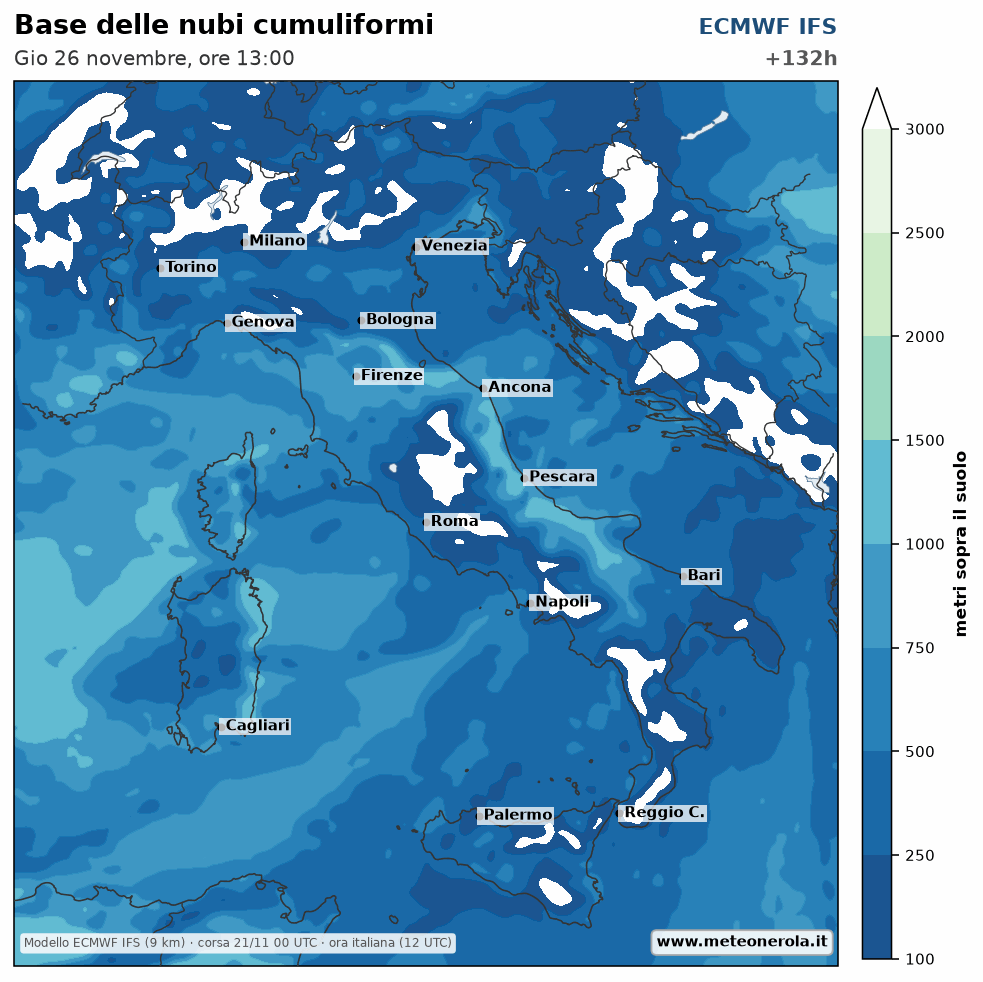 Base delle nubi cumuliformi
ECMWF IFS
Gio 26 novembre, ore 13:00
+132h
3000
2500
2000
1500
1000
750
500
250
100
metri sopra il suolo
Milano
Venezia
Torino
Genova
Bologna
Firenze
Ancona
Pescara
Roma
Bari
Napoli
Cagliari
Palermo
Reggio C.
Modello ECMWF IFS (9 km) · corsa 21/11 00 UTC · ora italiana (12 UTC)
www.meteonerola.it